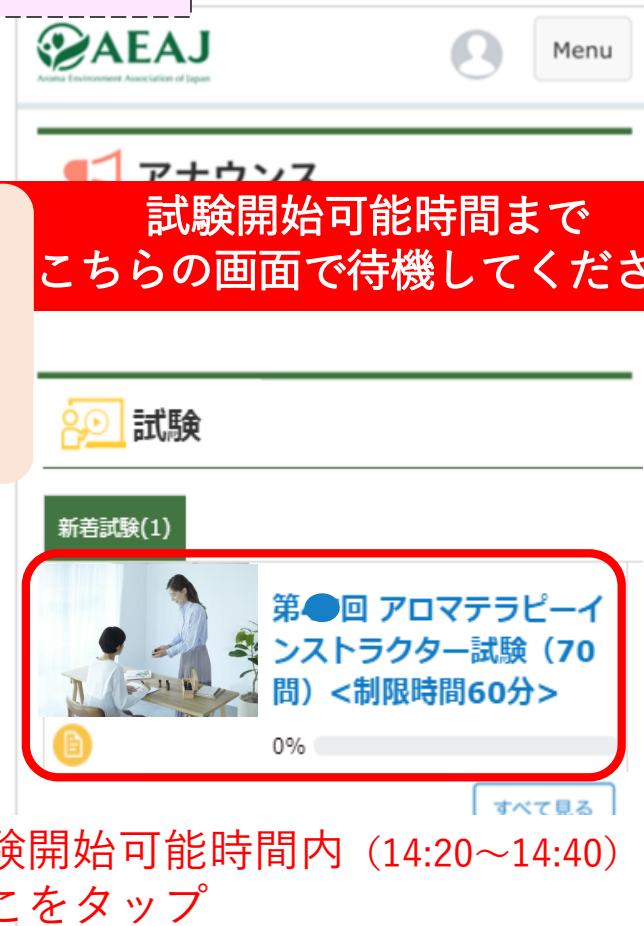 AEAJ
Aroma Environment Association of Japan
Menu
アナウンス
試験開始可能時間まで
こちらの画面で待機してくださ
試験
新着試験(1)
第 回 アロマテラピーイ
ンストラクター試験（70
問）<制限時間60分>
0%
すべて見る
験開始可能時間内（14:20～14:40）
こをタップ